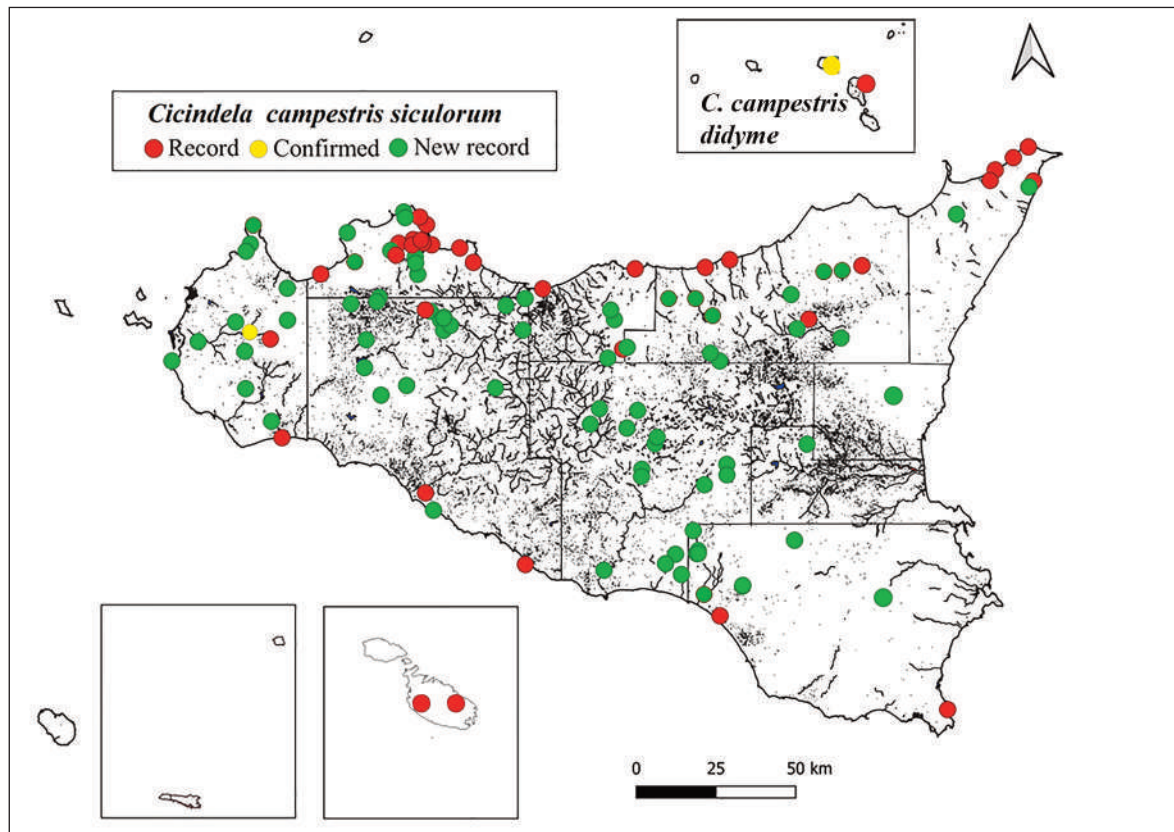 C. campestris
didyme
Cicindela campestris siculorum
Record Confirmed New record
0 25 50 km